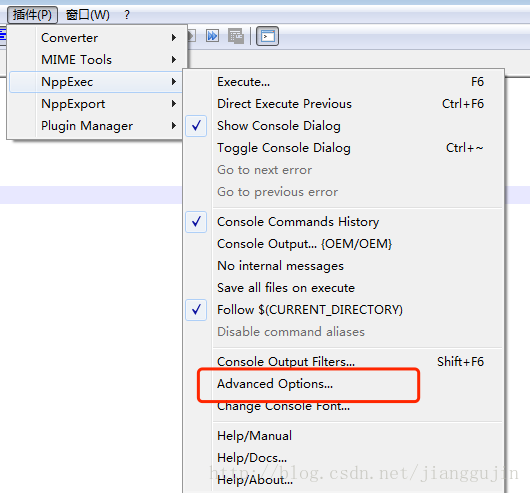 插件(P) 窗口(W) ?
Converter
MIME Tools
NppExec
NppExport
Plugin Manager
Execute... F6
Direct Execute Previous Ctrl+F6
Show Console Dialog
Toggle Console Dialog Ctrl+~
Go to next error
Go to previous error
Console Commands History
Console Output... {OEM/OEM}
No internal messages
Save all files on execute
Follow $(CURRENT_DIRECTORY)
Disable command aliases
Console Output Filters... Shift+F6
Advanced Options...
Change Console Font...
Help/Manual
Help/Docs...
Help/About...
http://blog.csdn.net/jianggujin